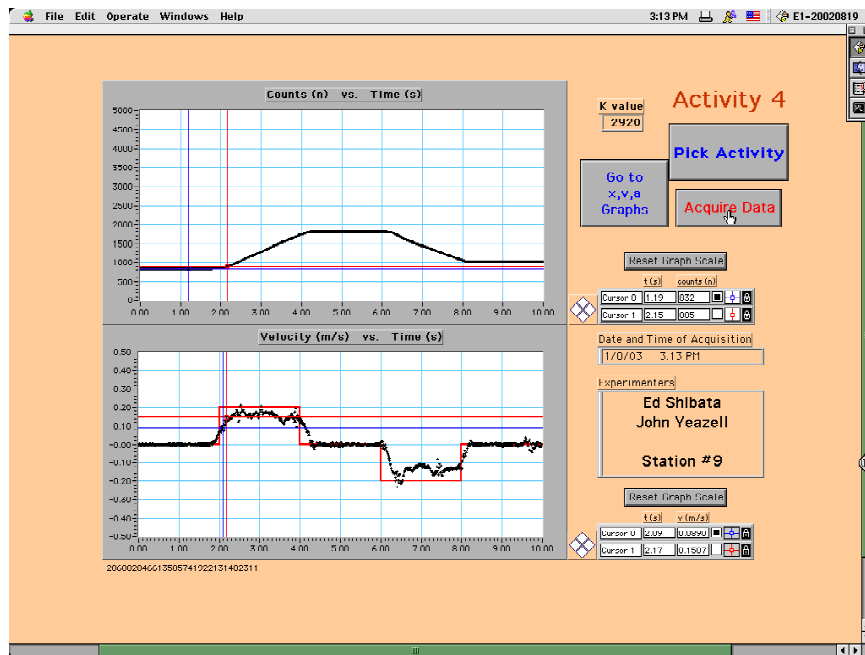 File Edit Operate Windows Help 3:13 PM E1-20020819
Counts (n) vs. Time (s)
5000
4500
4000
3500
3000
2500
2000
1500
1000
500
0
0.00 1.00 2.00 3.00 4.00 5.00 6.00 7.00 8.00 9.00 10.00
K value
2920
Activity 4
Pick Activity
Go to
x,v,a
Graphs
Acquire Data
Reset Graph Scale
t (s) counts (n)
Cursor 0 1.19 832
Cursor 1 2.15
Date and Time of Acquisition
3.13 PM
Experimenters
Ed Shibata
John Yeazell
Station #9
Velocity (m/s) vs. Time (s)
0.50
0.40
0.30
0.20
0.10
-0.00
-0.10
-0.20
-0.30
-0.40
-0.50
0.00 1.00 2.00 3.00 4.00 5.00 6.00 7.00 8.00 9.00 10.00
Reset Graph Scale
t (s) v (m/s)
Cursor 0 2.09 0.0890
Cursor 1 2.17 0.1507